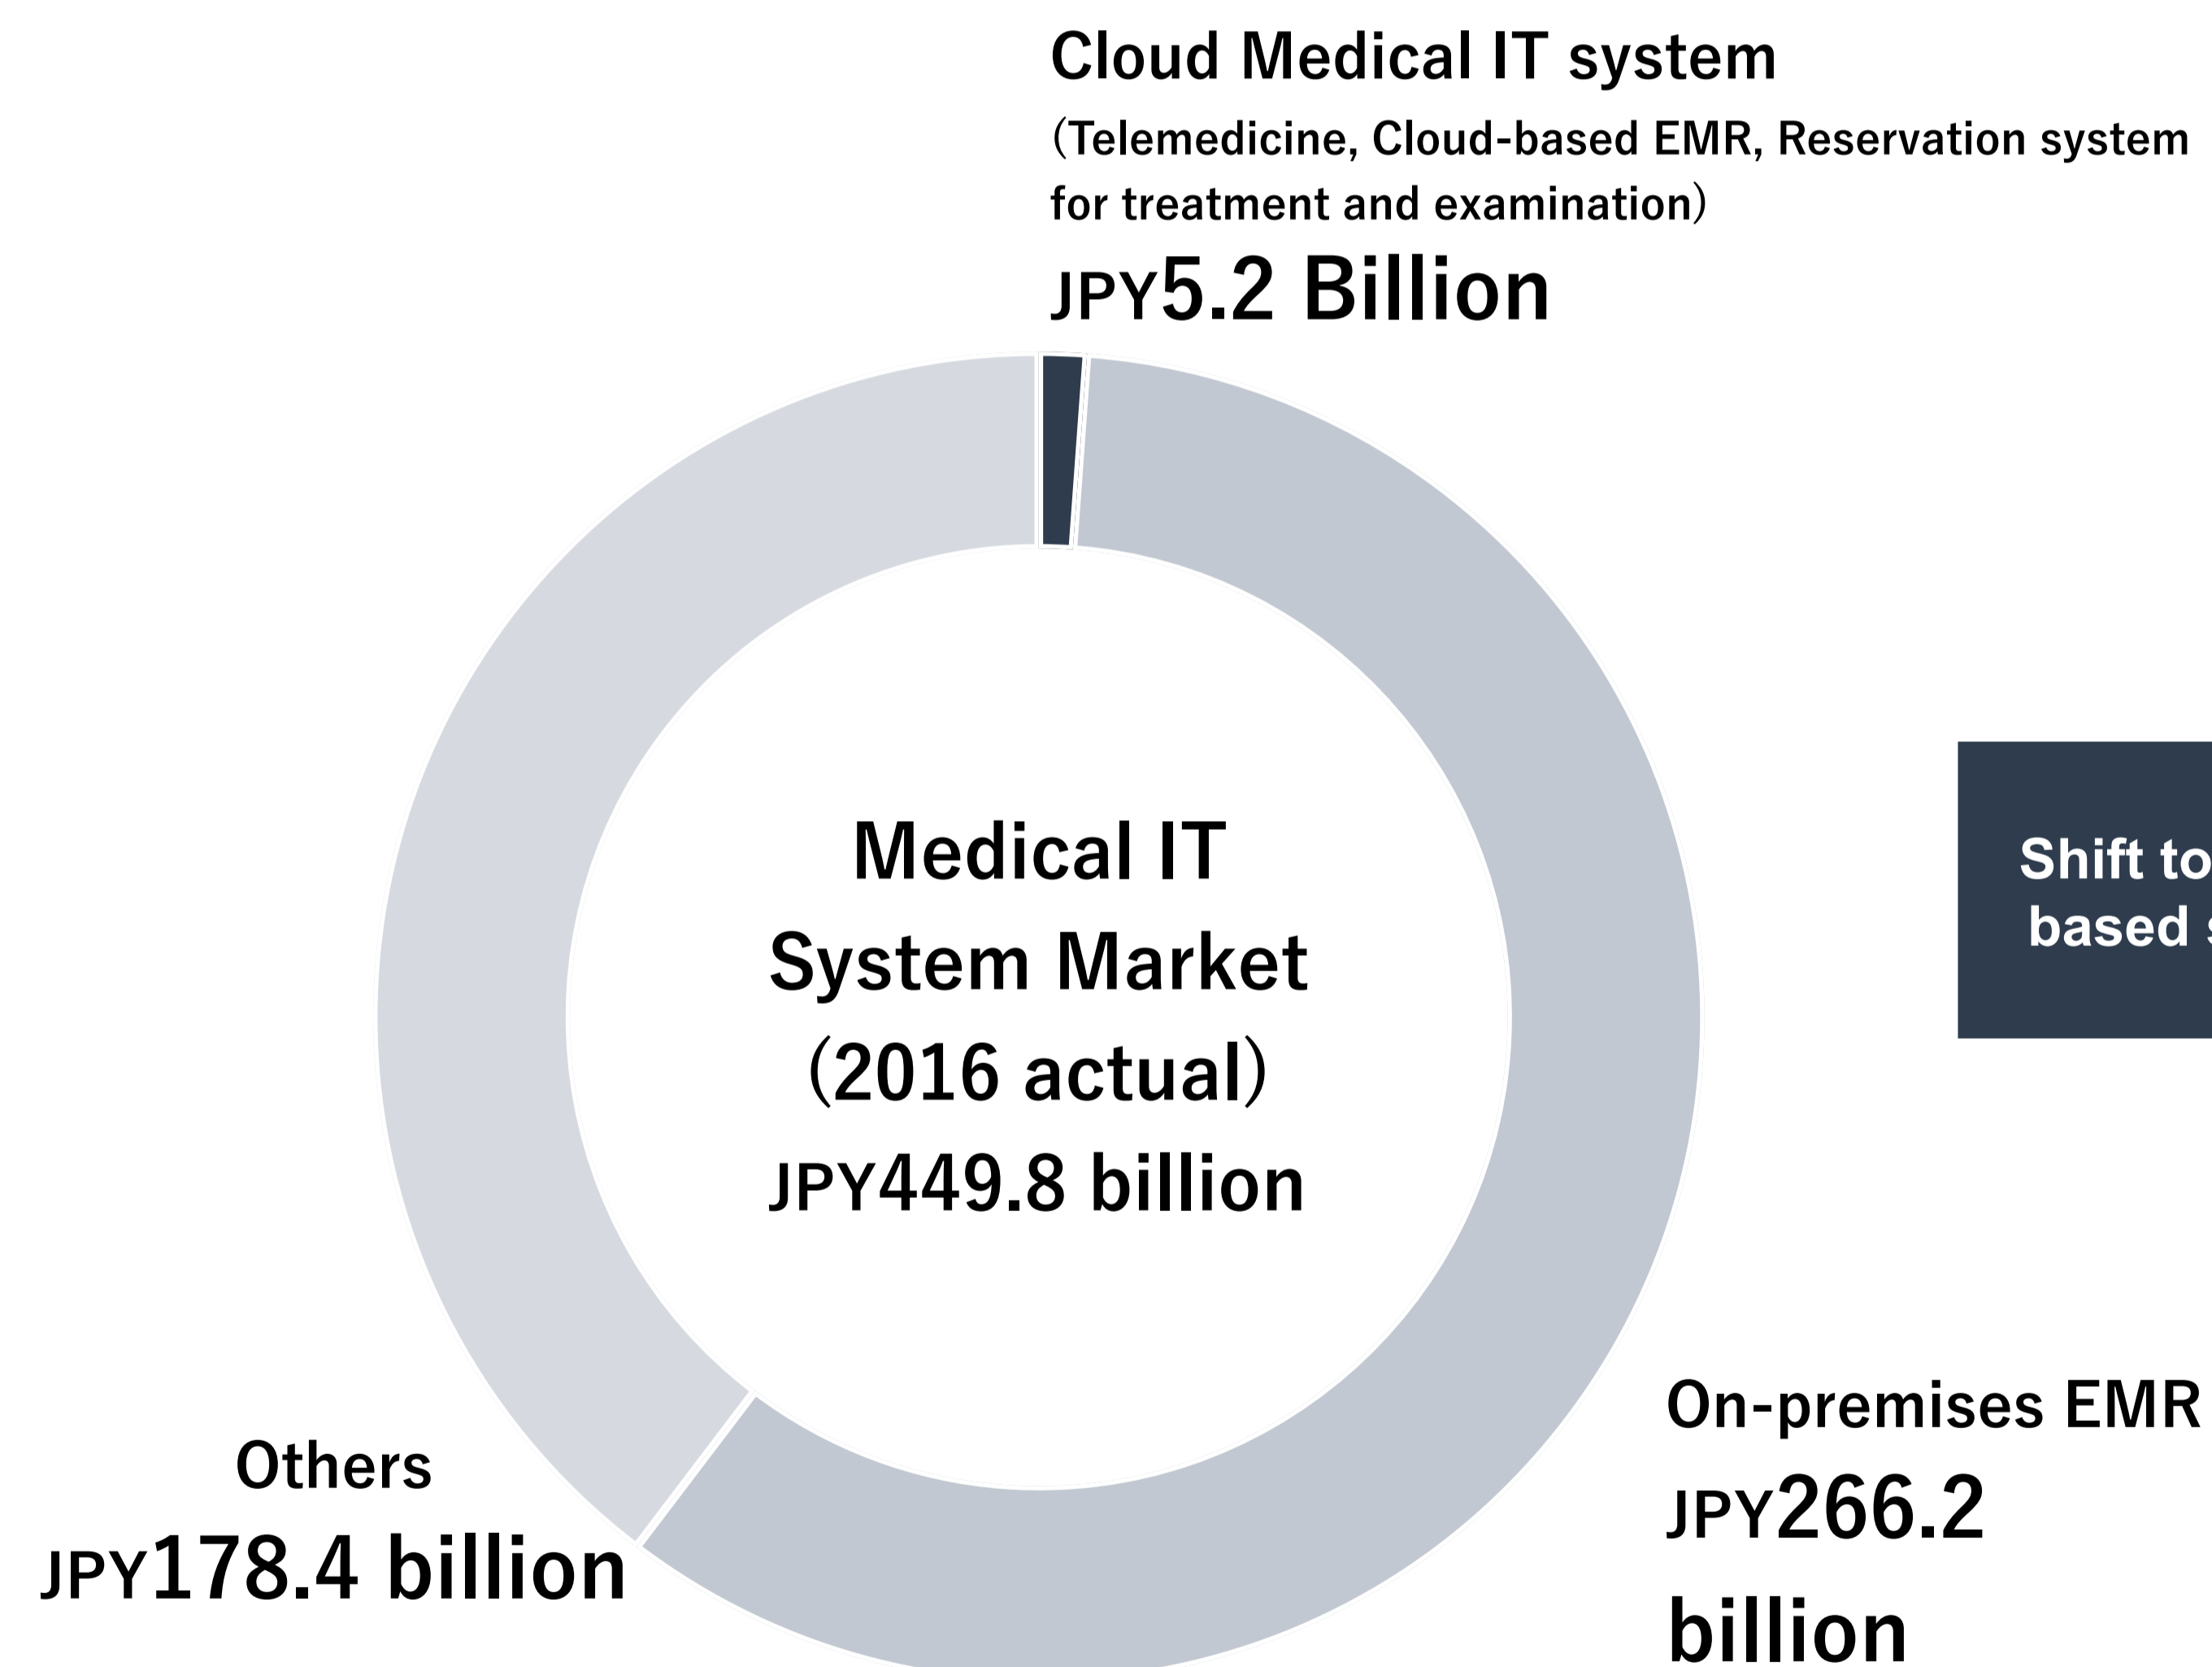 Cloud Medical IT system
(Telemedicine, Cloud-based EMR, Reservation system
for treatment and examination)
JPY5.2 Billion
Medical IT
System Market
(2016 actual)
JPY449.8 billion
Shift to
based
On-premises EMR
JPY266.2
billion
Others
JPY178.4 billion